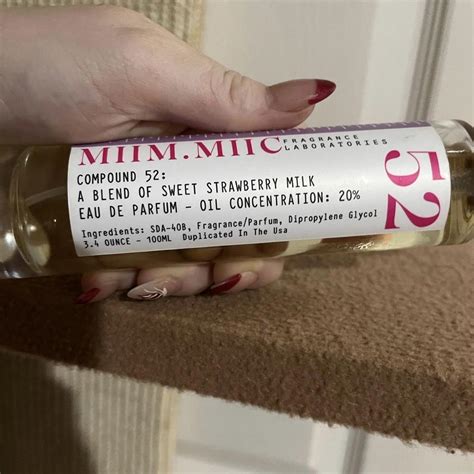 MIIM.MIIC FRAGRANCE
LABORATORIES
COMPOUND 52:
A BLEND OF SWEET STRAWBERRY MILK
EAU DE PARFUM - OIL CONCENTRATION: 20%
Ingredients: SDA-40B, Fragrance/Parfum, Dipropylene Glycol
3.4 OUNCE - 100ML Duplicated In The Usa
52